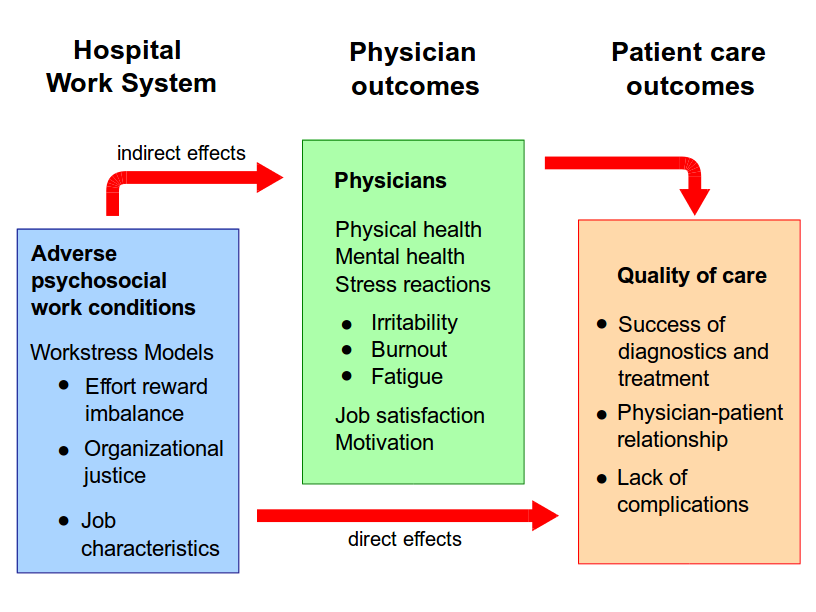 Hospital
Work System
Physician
outcomes
Patient care
outcomes
indirect effects
Adverse
psychosocial
work conditions
Workstress Models
● Effort reward
imbalance
● Organizational
justice
● Job
characteristics
Physicians
Physical health
Mental health
Stress reactions
● Irritability
● Burnout
● Fatigue
Job satisfaction
Motivation
direct effects
Quality of care
● Success of
diagnostics and
treatment
● Physician-patient
relationship
● Lack of
complications